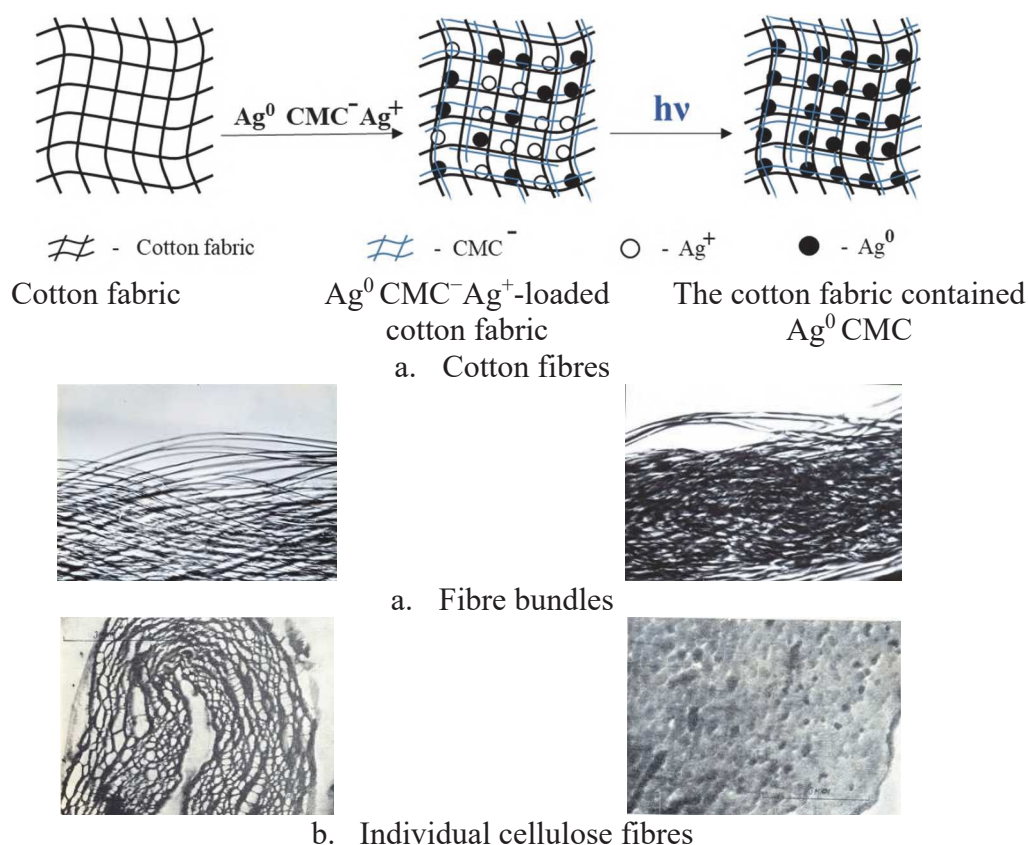 Ag⁰ CMC⁻Ag⁺ hν
- Cotton fabric - CMC⁻ - Ag⁺ - Ag⁰
Cotton fabric Ag⁰ CMC⁻Ag⁺-loaded The cotton fabric contained
cotton fabric Ag⁰ CMC
a. Cotton fibres
a. Fibre bundles
b. Individual cellulose fibres